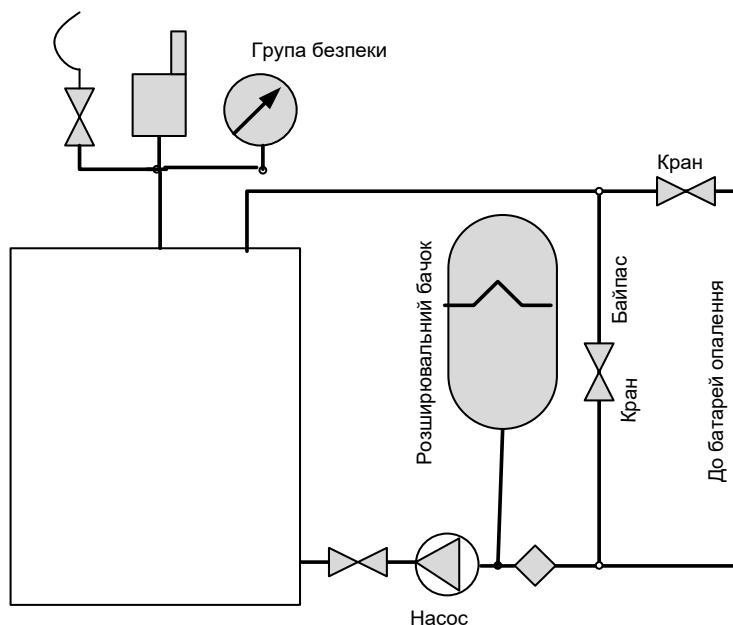 Група безпеки
Кран
Розширювальний бачок
Байпас
Кран
До батарей опалення
Насос